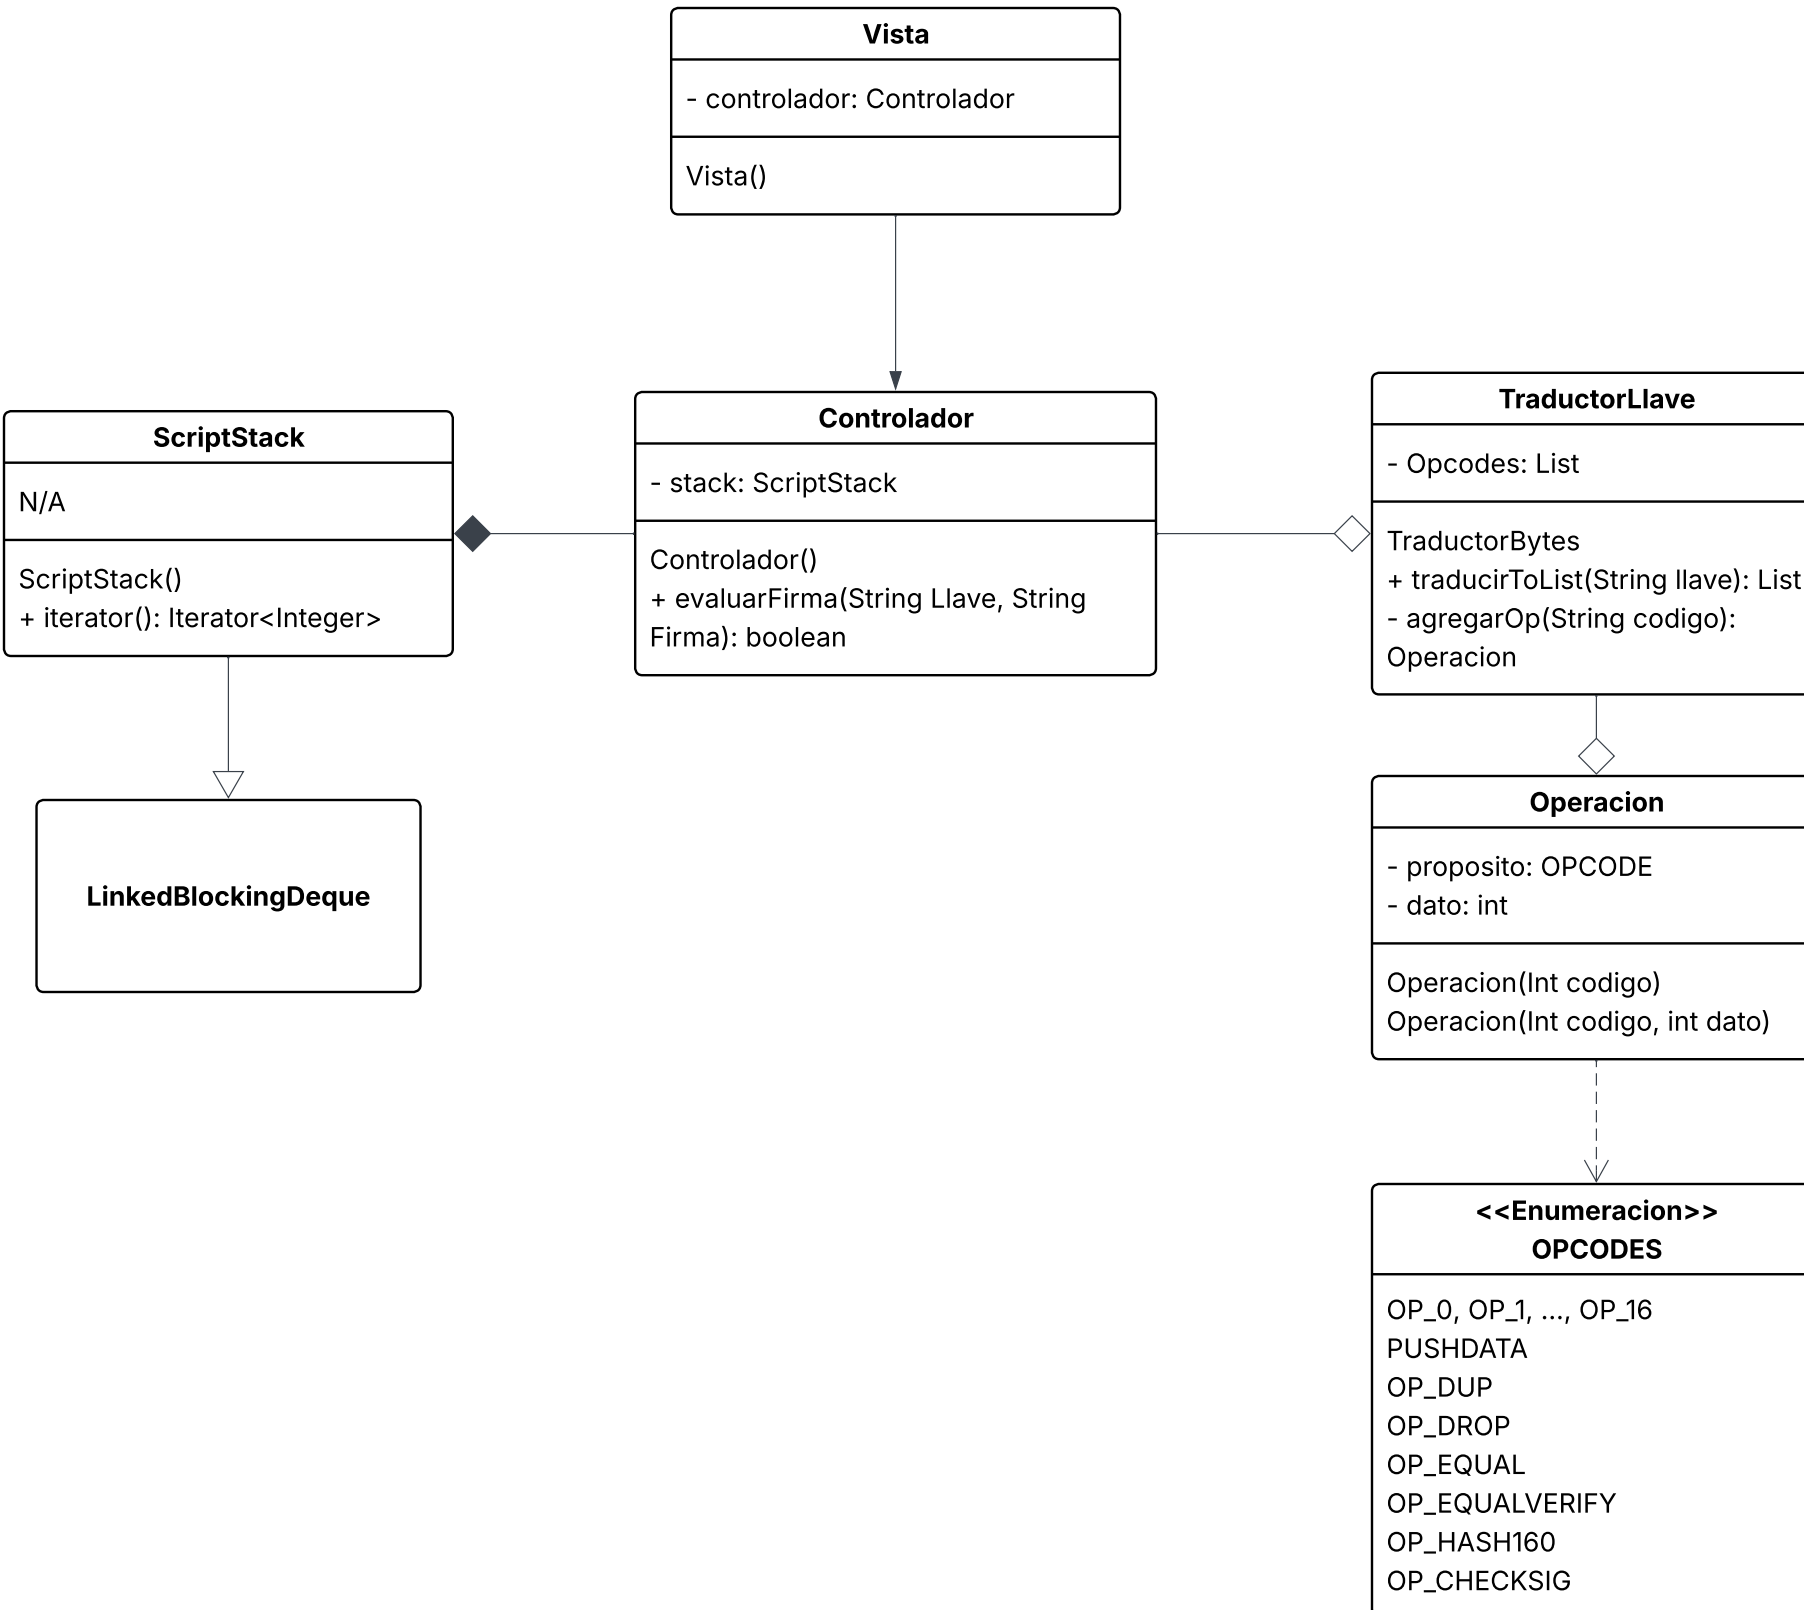 Vista
- controlador: Controlador
Vista()
ScriptStack
N/A
ScriptStack()
+ iterator(): Iterator<Integer>
Controlador
- stack: ScriptStack
Controlador()
+ evaluarFirma(String Llave, String
Firma): boolean
TraductorLlave
- Opcodes: List
TraductorBytes
+ traducirToList(String llave): List
- agregarOp(String codigo):
Operacion
LinkedBlockingDeque
Operacion
- proposito: OPCODE
- dato: int
Operacion(Int codigo)
Operacion(Int codigo, int dato)
<<Enumeracion>>
OPCODES
OP_0, OP_1, ..., OP_16
PUSHDATA
OP_DUP
OP_DROP
OP_EQUAL
OP_EQUALVERIFY
OP_HASH160
OP_CHECKSIG